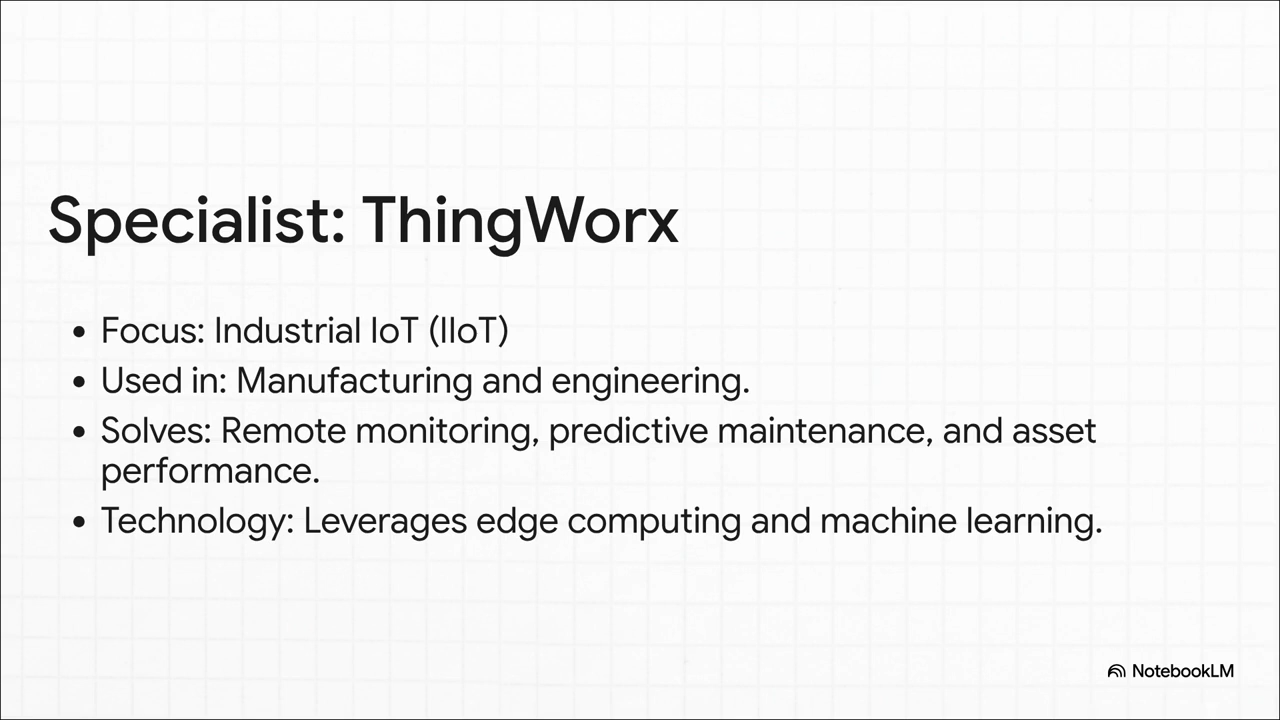 Specialist: ThingWorx
• Focus: Industrial IoT (IIoT)
• Used in: Manufacturing and engineering.
• Solves: Remote monitoring, predictive maintenance, and asset
performance.
• Technology: Leverages edge computing and machine learning.
NotebookLM